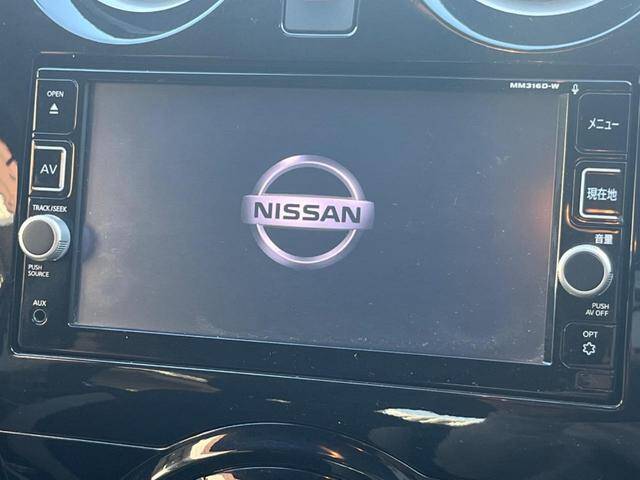 MM316D-W
OPEN
AV
TRACK/SEEK
PUSH
SOURCE
AUX
NISSAN
メニュー
現在地
音量
PUSH
AV OFF
OPT